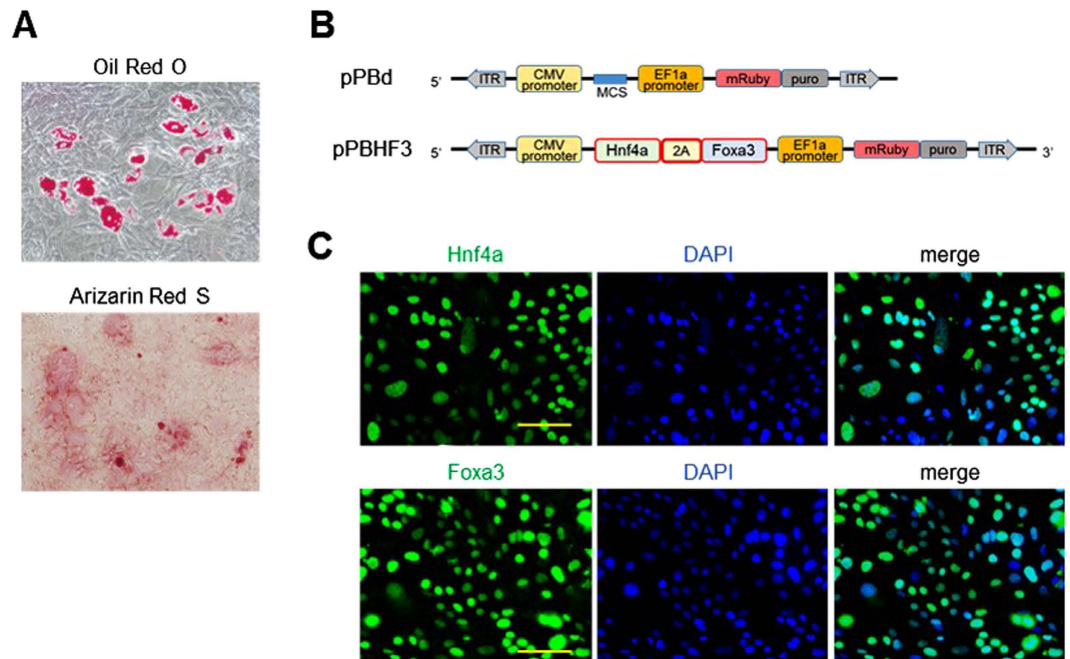 A
Oil Red O
Arizarin Red S
B
pPBd
5'
ITR
CMV
promoter
MCS
EF1a
promoter
mRuby
puro
ITR
pPBHF3
5'
ITR
CMV
promoter
Hnf4a
2A
Foxa3
EF1a
promoter
mRuby
puro
ITR
3'
C
Hnf4a
DAPI
merge
Foxa3
DAPI
merge